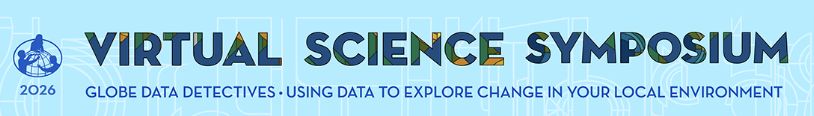 VIRTUAL SCIENCE SYMPOSIUM
2026
GLOBE DATA DETECTIVES • USING DATA TO EXPLORE CHANGE IN YOUR LOCAL ENVIRONMENT